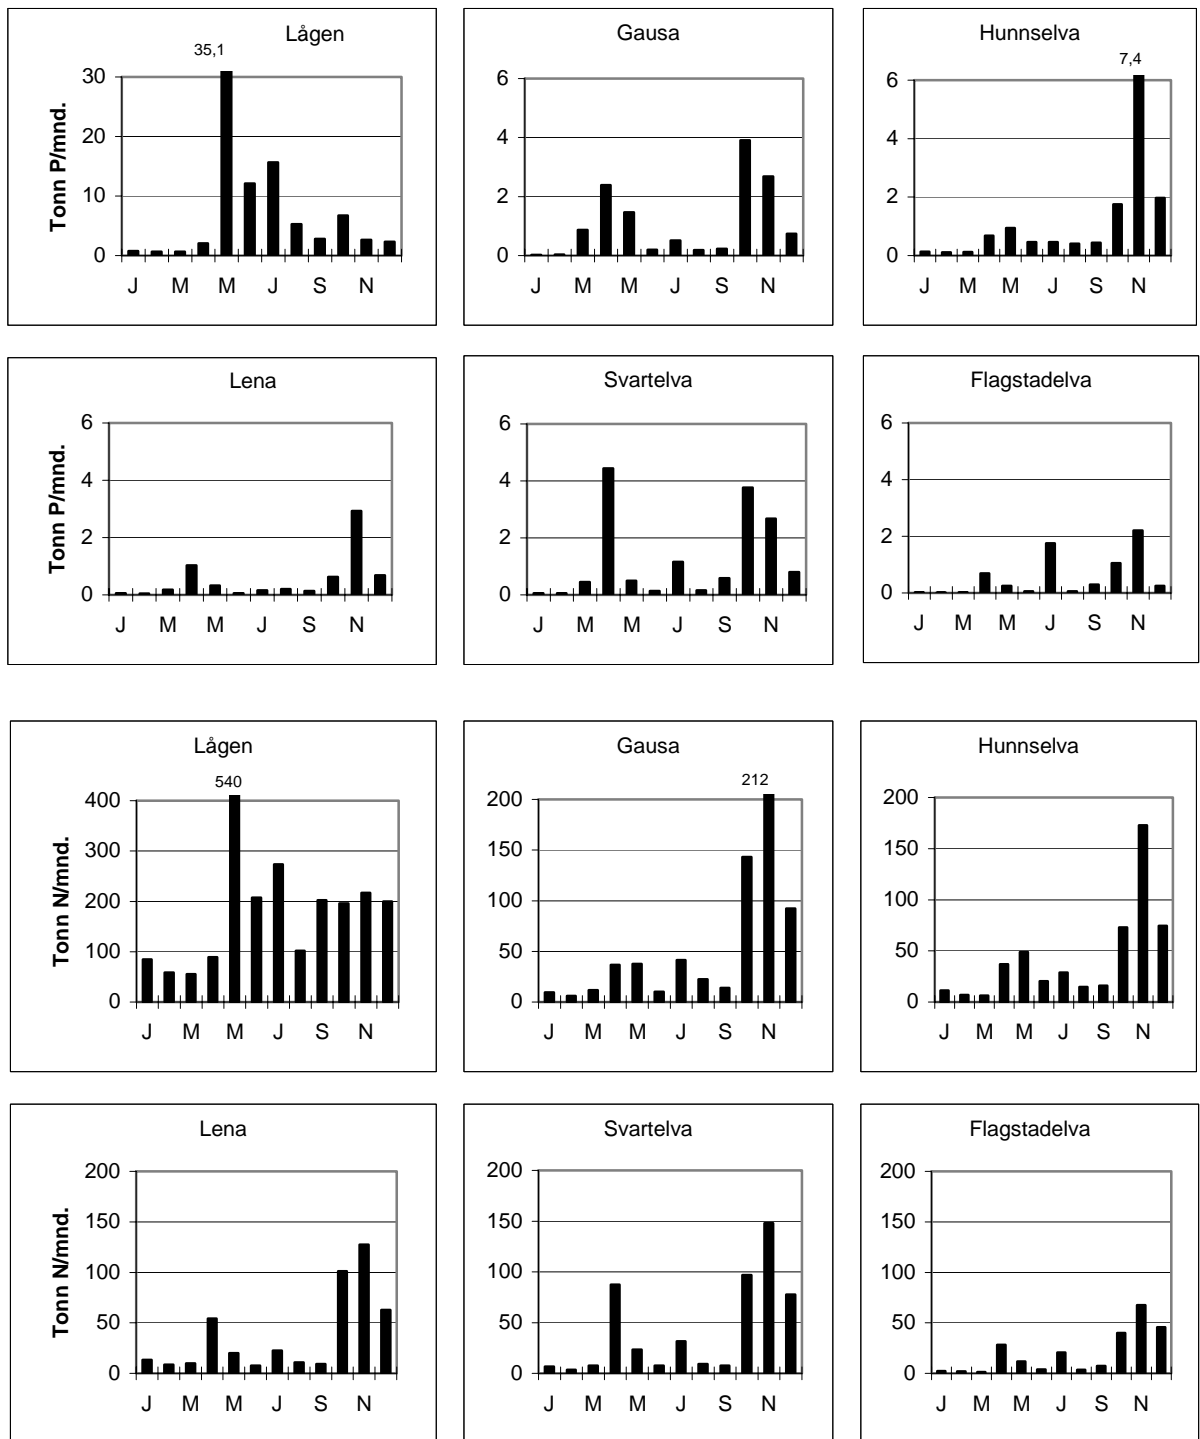 Lågen
35,1
30
20
10
0
Tonn P/mnd.
J M M J S N
Gausa
6
4
2
0
J M M J S N
Hunnselva
7,4
6
4
2
0
J M M J S N
Lena
6
4
2
0
Tonn P/mnd.
J M M J S N
Svartelva
6
4
2
0
J M M J S N
Flagstadelva
6
4
2
0
J M M J S N
Lågen
540
400
300
200
100
0
Tonn N/mnd.
J M M J S N
Gausa
212
200
150
100
50
0
J M M J S N
Hunnselva
200
150
100
50
0
J M M J S N
Lena
200
150
100
50
0
Tonn N/mnd.
J M M J S N
Svartelva
200
150
100
50
0
J M M J S N
Flagstadelva
200
150
100
50
0
J M M J S N